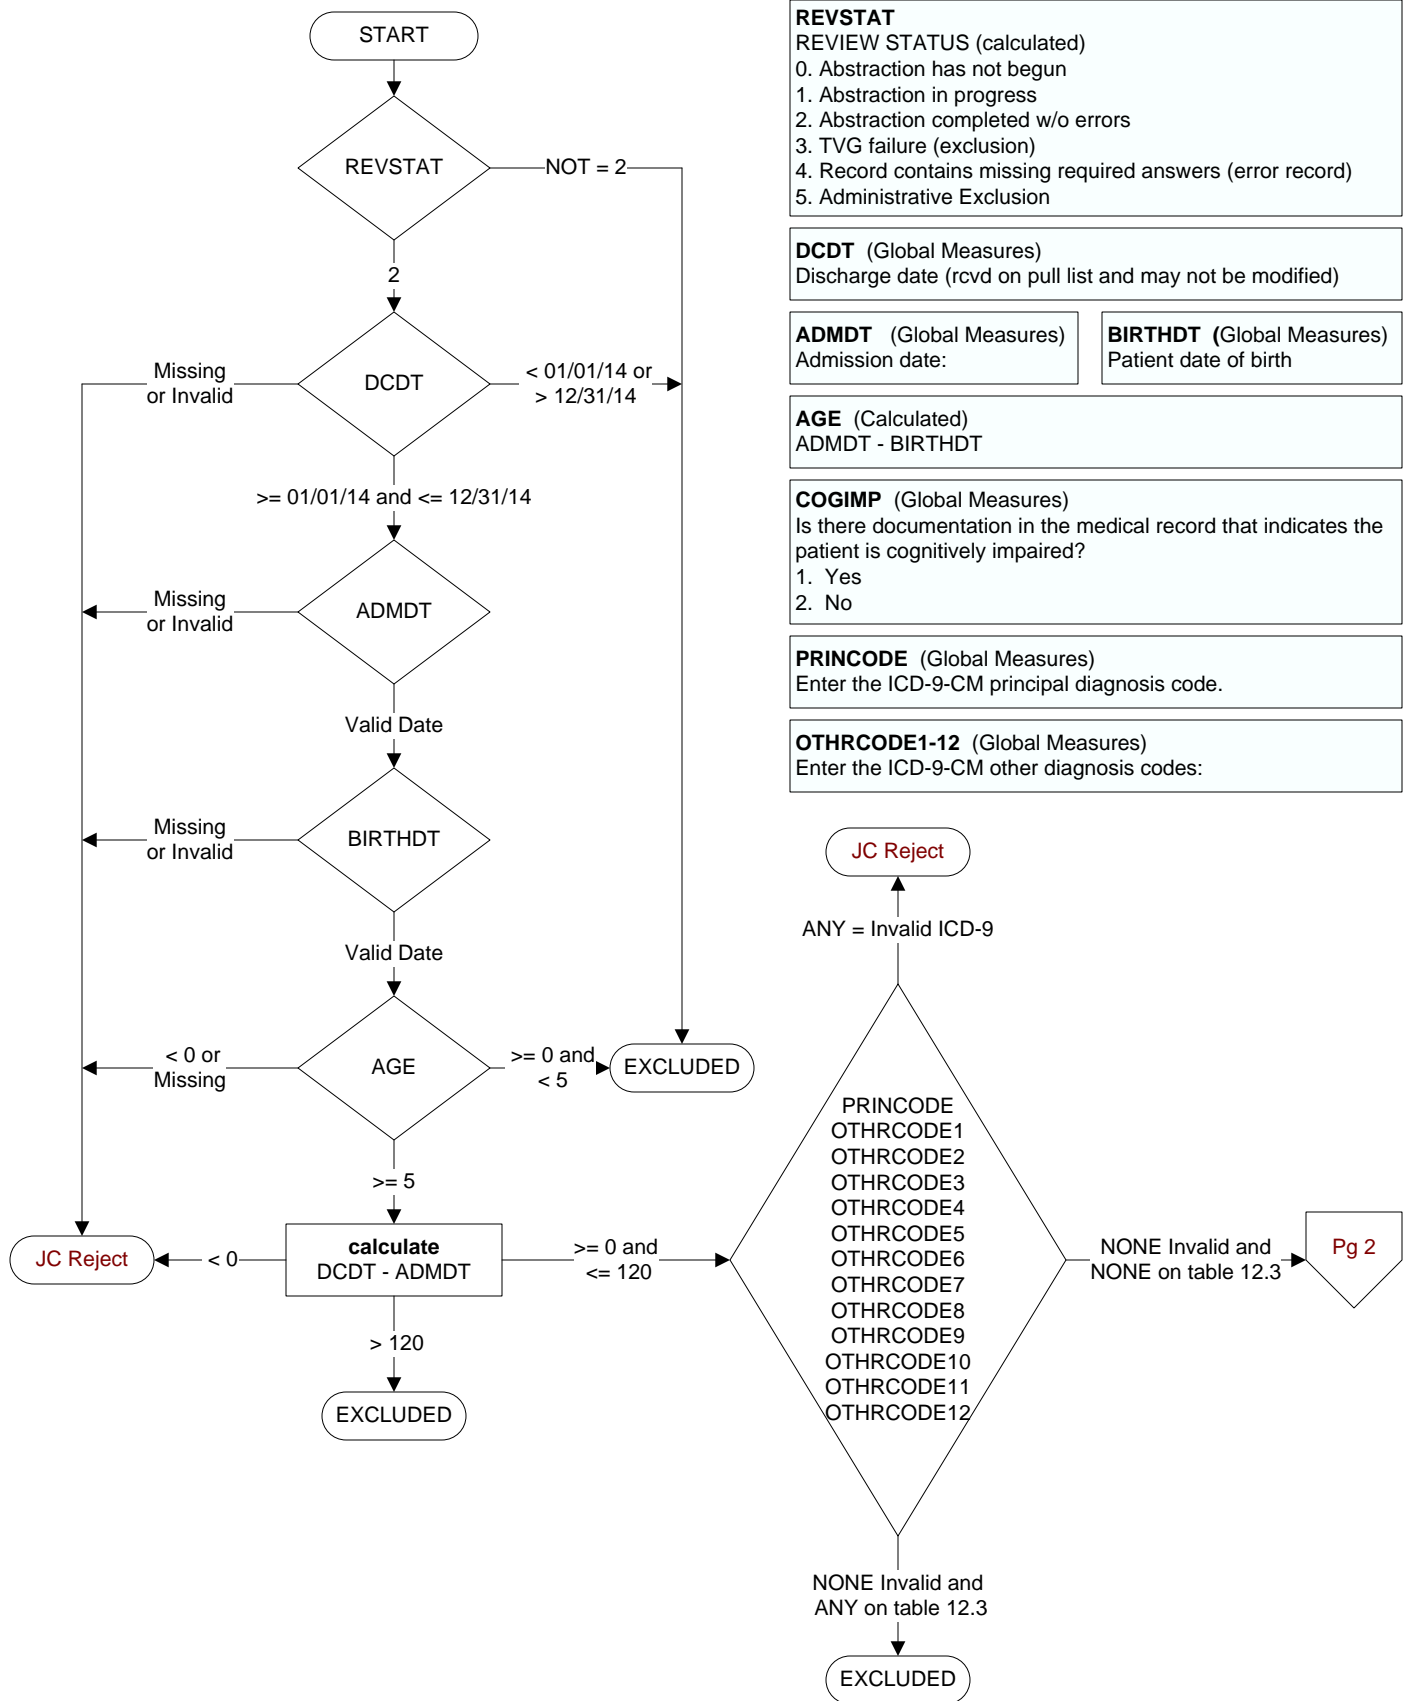 START
REVSTAT
NOT = 2
2
DCDT
Missing
or Invalid
< 01/01/14 or
> 12/31/14
>= 01/01/14 and <= 12/31/14
ADMDT
Missing
or Invalid
Valid Date
BIRTHDT
Missing
or Invalid
Valid Date
AGE
< 0 or
Missing
>= 0 and
< 5
EXCLUDED
>= 5
calculate
DCDT - ADMDT
< 0
JC Reject
>= 0 and
<= 120
> 120
EXCLUDED
REVSTAT
REVIEW STATUS (calculated)
0. Abstraction has not begun
1. Abstraction in progress
2. Abstraction completed w/o errors
3. TVG failure (exclusion)
4. Record contains missing required answers (error record)
5. Administrative Exclusion
DCDT (Global Measures)
Discharge date (rcvd on pull list and may not be modified)
ADMDT (Global Measures)
Admission date:
BIRTHDT (Global Measures)
Patient date of birth
AGE (Calculated)
ADMDT - BIRTHDT
COGIMP (Global Measures)
Is there documentation in the medical record that indicates the
patient is cognitively impaired?
1. Yes
2. No
PRINCODE (Global Measures)
Enter the ICD-9-CM principal diagnosis code.
OTHRCODE1-12 (Global Measures)
Enter the ICD-9-CM other diagnosis codes:
JC Reject
ANY = Invalid ICD-9
PRINCODE
OTHRCODE1
OTHRCODE2
OTHRCODE3
OTHRCODE4
OTHRCODE5
OTHRCODE6
OTHRCODE7
OTHRCODE8
OTHRCODE9
OTHRCODE10
OTHRCODE11
OTHRCODE12
NONE Invalid and
NONE on table 12.3
Pg 2
NONE Invalid and
ANY on table 12.3
EXCLUDED